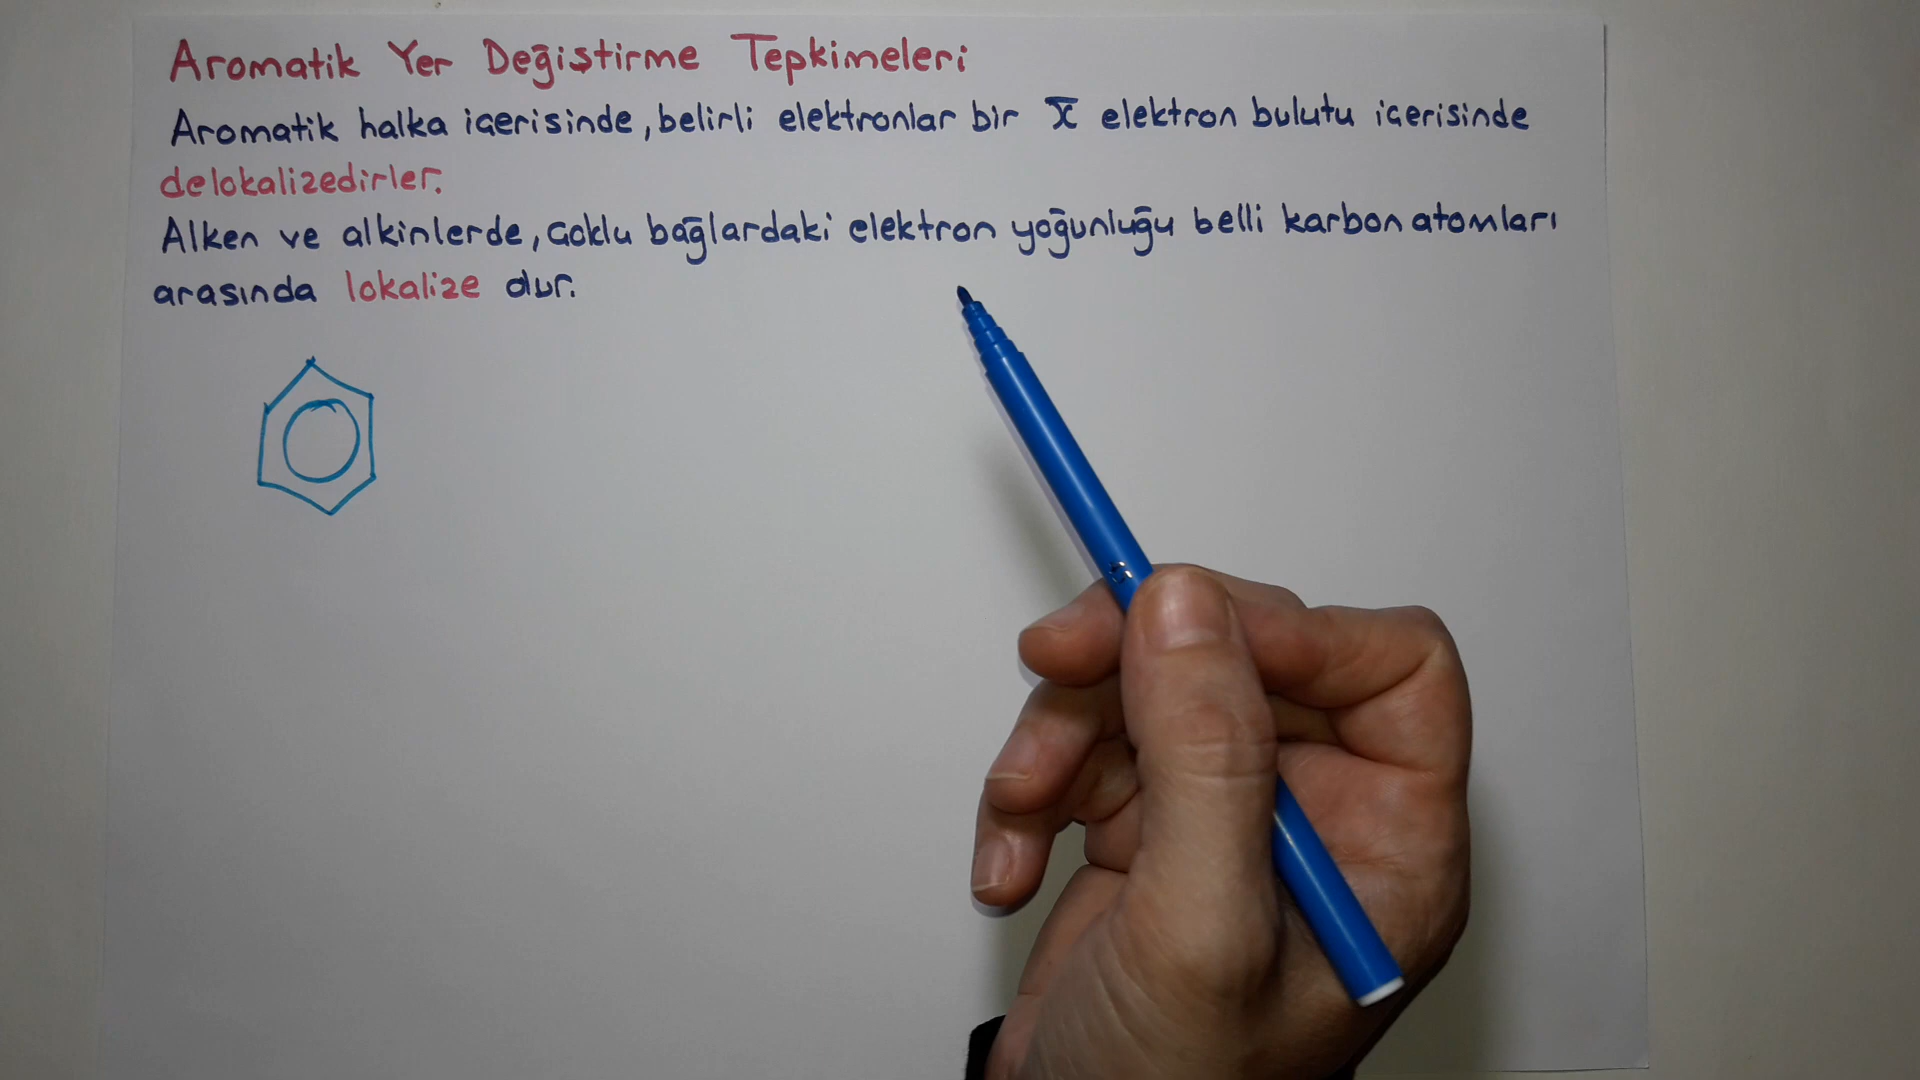 Aromatik Yer Değiştirme Tepkimeleri
Aromatik halka içerisinde, belirli elektronlar bir π elektron bulutu içerisinde
delokalizedirler.
Alken ve alkinlerde, çoklu bağlardaki elektron yoğunluğu belli karbon atomları
arasında lokalize olur.